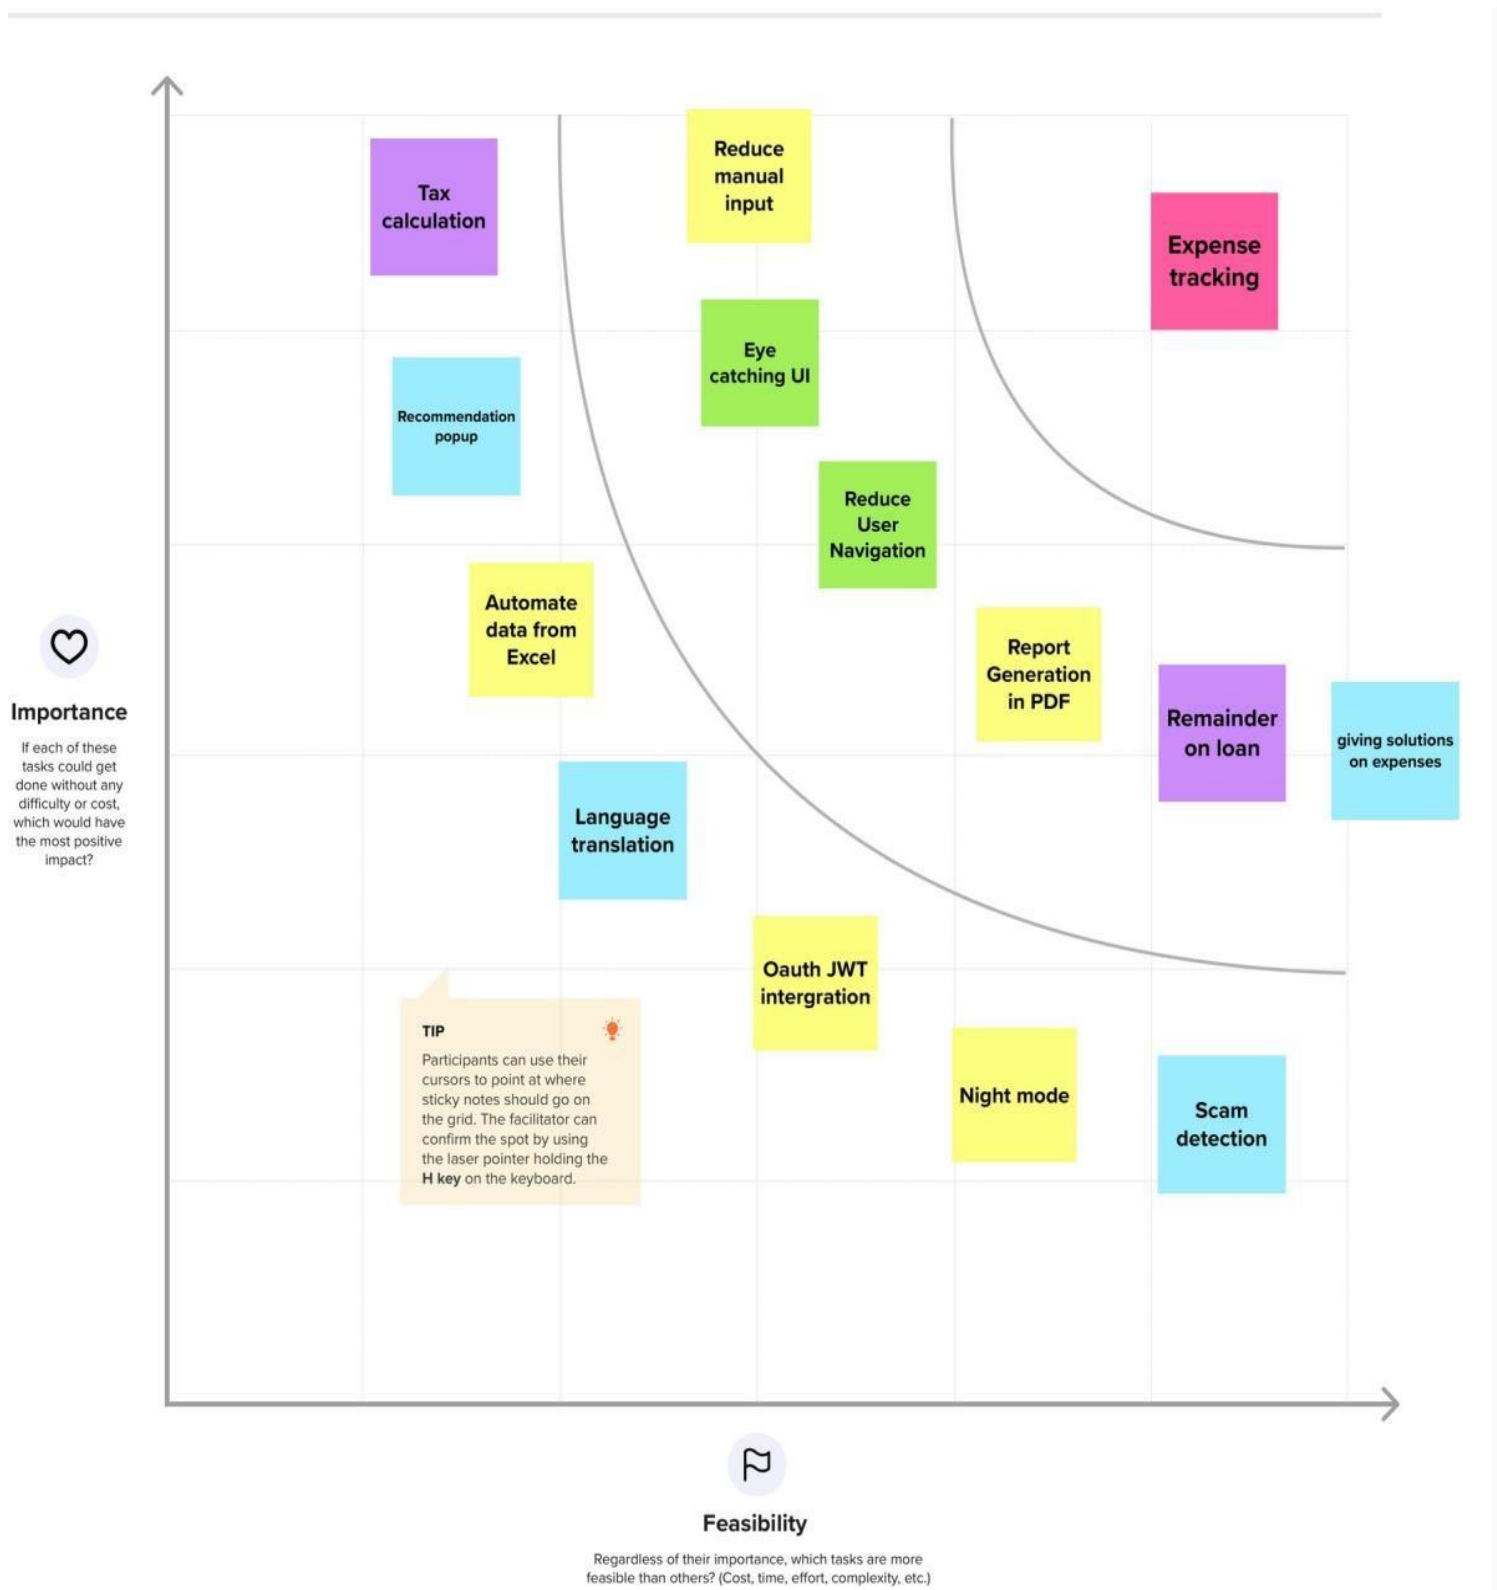 Reduce
manual
input
Tax
calculation
Expense
tracking
Eye
catching UI
Recommendation
popup
Reduce
User
Navigation
Automate
data from
Excel
Report
Generation
in PDF
Remainder
on loan
giving solutions
on expenses
Importance
If each of these
tasks could get
done without any
difficulty or cost,
which would have
the most positive
impact?
Language
translation
Oauth JWT
intergration
TIP
Participants can use their
cursors to point at where
sticky notes should go on
the grid. The facilitator can
confirm the spot by using
the laser pointer holding the
H key on the keyboard.
Night mode
Scam
detection
Feasibility
Regardless of their importance, which tasks are more
feasible than others? (Cost, time, effort, complexity, etc.)